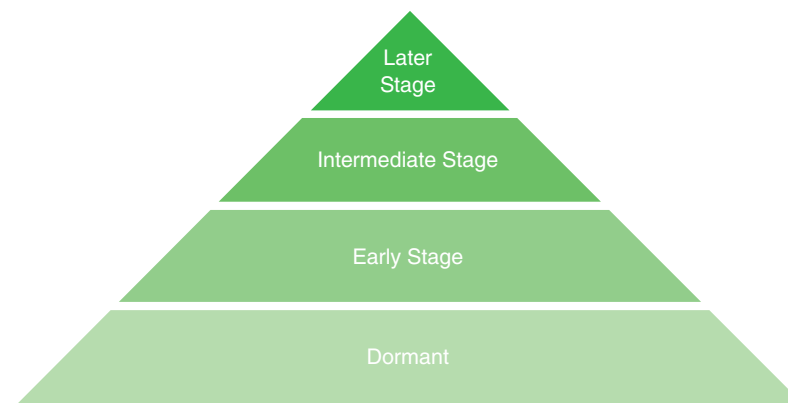 Later
Stage
Intermediate Stage
Early Stage
Dormant